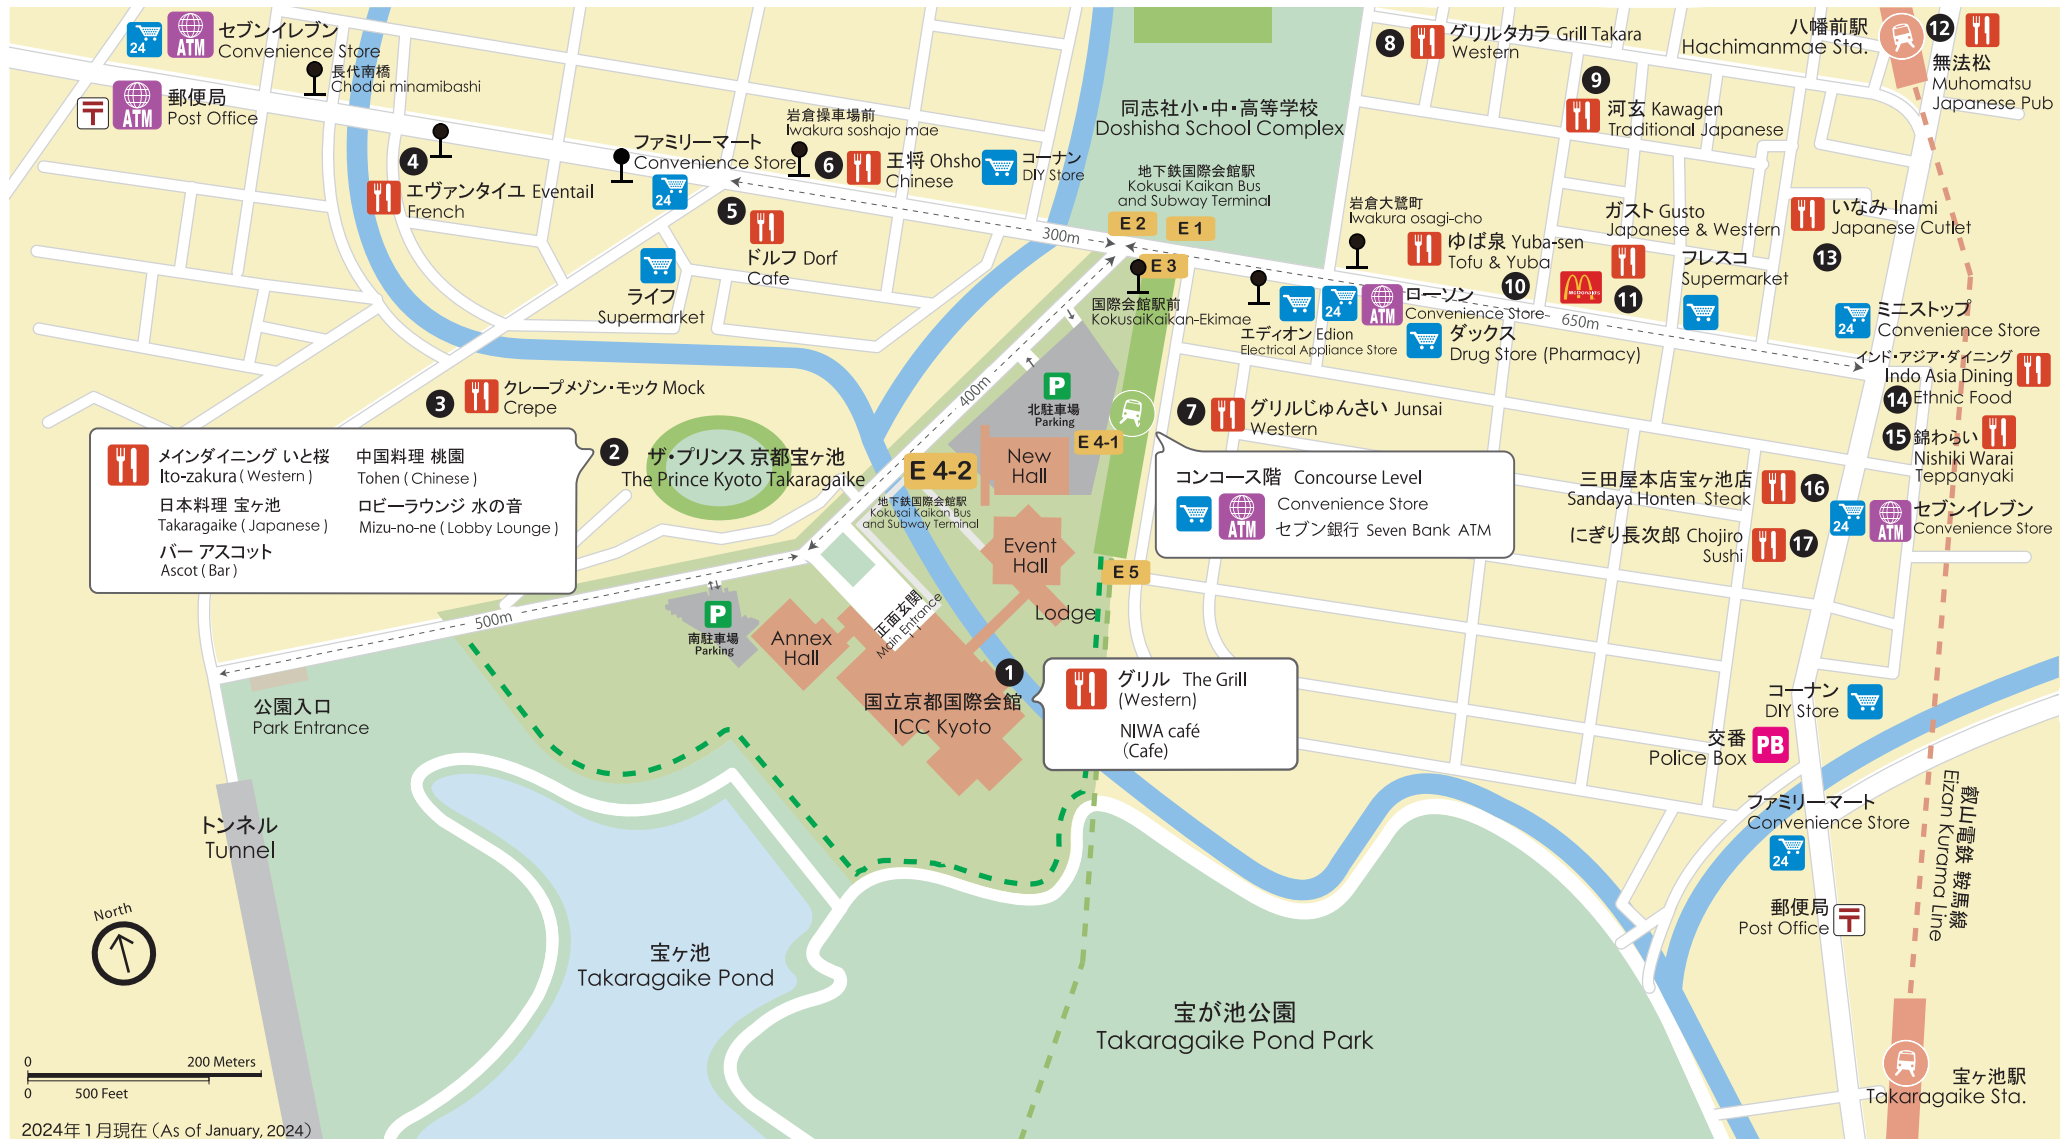 セブンイレブン
Convenience Store
24
ATM
長代南橋
Chodai minamibashi
郵便局
Post Office
ATM
4
エヴァンタイユ Eventail
French
ファミリーマート
Convenience Store
24
岩倉操車場前
Iwakura soshajo mae
6
王将 Ohsho
Chinese
コーナン
DIY Store
5
ドルフ Dorf
Cafe
ライフ
Supermarket
300m
同志社小・中・高等学校
Doshisha School Complex
地下鉄国際会館駅
Kokusai Kaikan Bus
and Subway Terminal
E 2
E 1
E 3
国際会館駅前
KokusaiKaikan-Ekimae
8
グリルタカラ Grill Takara
Western
9
河玄 Kawagen
Traditional Japanese
八幡前駅
Hachimanmae Sta.
12
無法松
Muhomatsu
Japanese Pub
岩倉大鷺町
Iwakura osagi-cho
ゆば泉 Yuba-sen
Tofu & Yuba
10
McDonald's
ガスト Gusto
Japanese & Western
11
フレスコ
Supermarket
いなみ Inami
Japanese Cutlet
13
エディオン Edion
Electrical Appliance Store
24
ATM
ローソン
Convenience Store
ダックス
Drug Store (Pharmacy)
650m
24
ミニストップ
Convenience Store
インド・アジア・ダイニング
Indo Asia Dining
14
Ethnic Food
15
錦わらい
Nishiki Warai
Teppanyaki
3
クレープメゾン・モック Mock
Crepe
400m
P
北駐車場
Parking
7
グリルじゅんさい Junsai
Western
メインダイニング いと桜
Ito-zakura (Western)
中国料理 桃園
Tohen (Chinese)
日本料理 宝ヶ池
Takaragaike (Japanese)
ロビーラウンジ 水の音
Mizu-no-ne (Lobby Lounge)
バー アスコット
Ascot (Bar)
2
ザ・プリンス 京都宝ヶ池
The Prince Kyoto Takaragaike
E 4-2
地下鉄国際会館駅
Kokusai Kaikan Bus
and Subway Terminal
E 4-1
New
Hall
コンコース階 Concourse Level
Convenience Store
ATM
セブン銀行 Seven Bank ATM
三田屋本店宝ヶ池店
Sandaya Honten Steak
16
にぎり長次郎 Chojiro
Sushi
17
24
ATM
セブンイレブン
Convenience Store
Event
Hall
E 5
Lodge
500m
P
南駐車場
Parking
Annex
Hall
正面玄関
Main Entrance
1
国立京都国際会館
ICC Kyoto
グリル The Grill
(Western)
NIWA café
(Cafe)
公園入口
Park Entrance
コーナン
DIY Store
交番
Police Box
PB
トンネル
Tunnel
ファミリーマート
Convenience Store
24
叡山電鉄 鞍馬線
Eizan Kurama Line
郵便局
Post Office
North
宝ヶ池
Takaragaike Pond
宝が池公園
Takaragaike Pond Park
宝ヶ池駅
Takaragaike Sta.
0
200 Meters
0
500 Feet
2024年1月現在 (As of January, 2024)